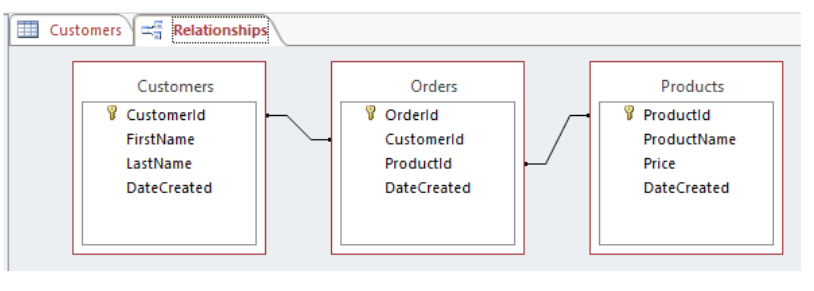 Customers
Relationships
Customers
CustomerId
FirstName
LastName
DateCreated
Orders
OrderId
CustomerId
ProductId
DateCreated
Products
ProductId
ProductName
Price
DateCreated